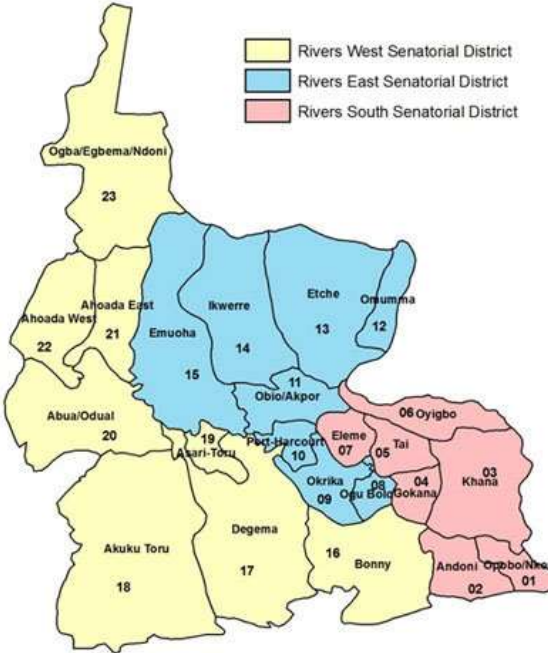 Rivers West Senatorial District
Rivers East Senatorial District
Rivers South Senatorial District
Ogba/Egbema/Ndoni
23
Ahoada West
22
Ahoada East
21
Emuoha
15
Ikwerre
14
Etche
13
Omumma
12
11
Obio/Akpor
06 Oyigbo
Abua/Odual
20
19
Asari-Toru
Port-Harcourt
10
Eleme
07
Tai
05
03
Khana
Okrika
09
08
Ogu Bolo
04
Gokana
Akuku Toru
18
Degema
17
16
Bonny
Andoni
02
Opobo/Nko
01